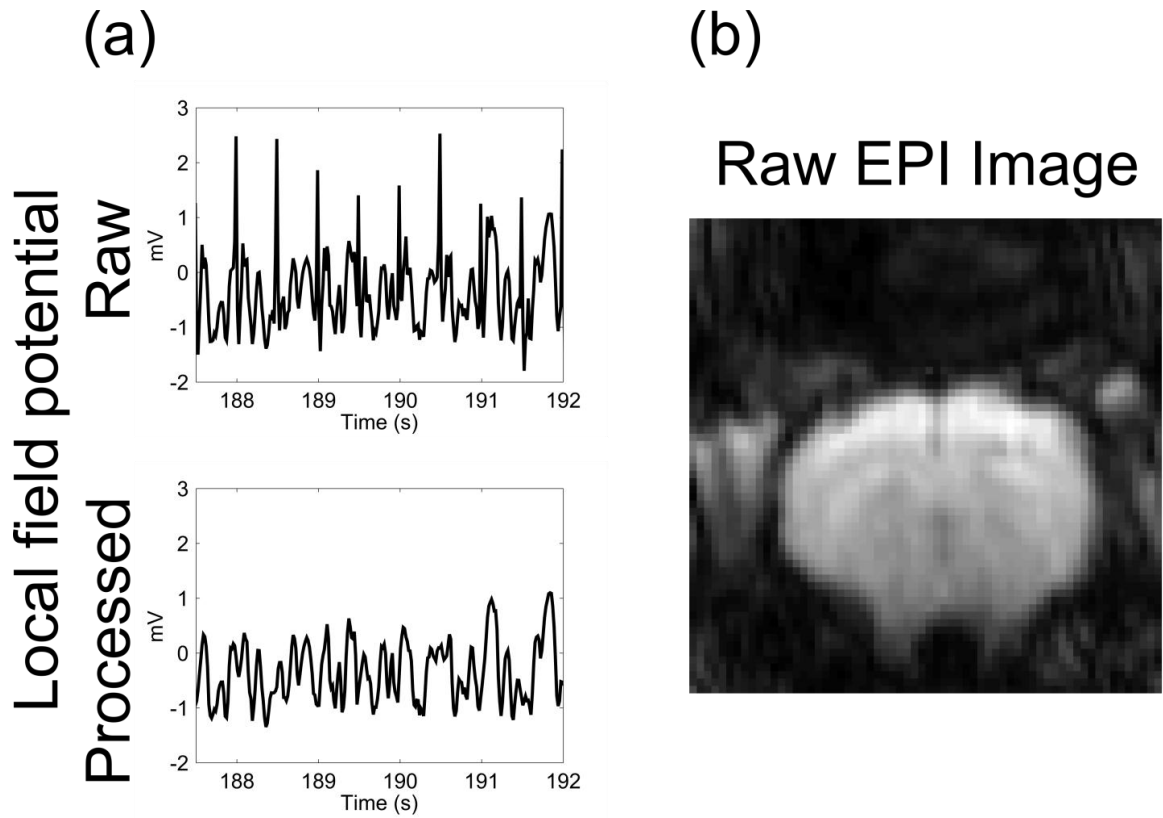 (a)
(b)
Local field potential
Raw
3
2
1
0
-1
-2
mV
188 189 190 191 192
Time (s)
Processed
3
2
1
0
-1
-2
mV
188 189 190 191 192
Time (s)
Raw EPI Image